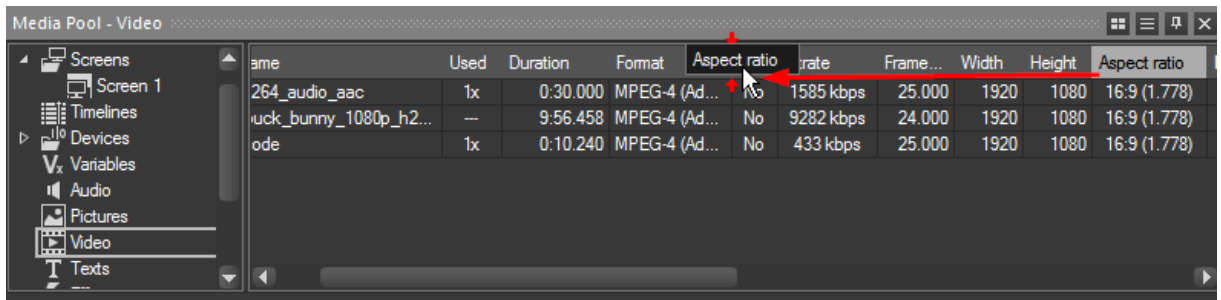 Media Pool - Video
Screens
Screen 1
Timelines
Devices
Variables
Audio
Pictures
Video
Texts
ame Used Duration Format Aspect ratio trate Frame... Width Height Aspect ratio
264_audio_aac 1x 0:30.000 MPEG-4 (Ad... No 1585 kbps 25.000 1920 1080 16:9 (1.778)
buck_bunny_1080p_h2... --- 9:56.458 MPEG-4 (Ad... No 9282 kbps 24.000 1920 1080 16:9 (1.778)
ode 1x 0:10.240 MPEG-4 (Ad... No 433 kbps 25.000 1920 1080 16:9 (1.778)